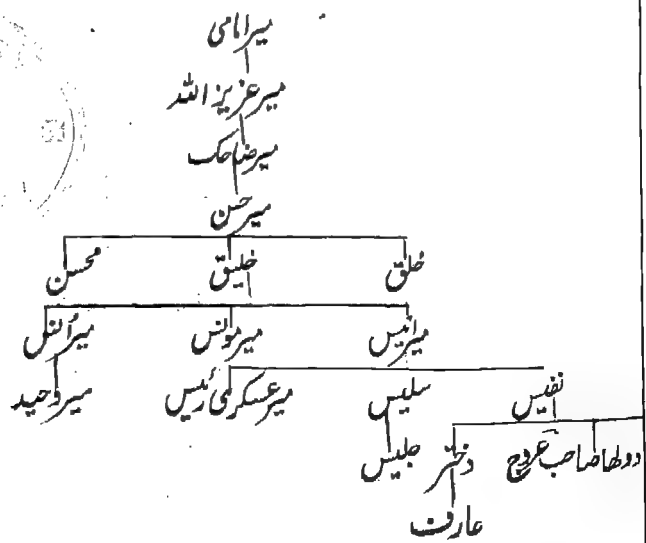 میر امامی
میر عزیز اللہ
میر ضاحک
میر حسن
خلق خلیق محسن
میر انیس میر مونس میر اُنس
نفیس سلیس میر عسکری رئیس میر وحید
دولھا صاحب عروج دختر جلیس
عارف